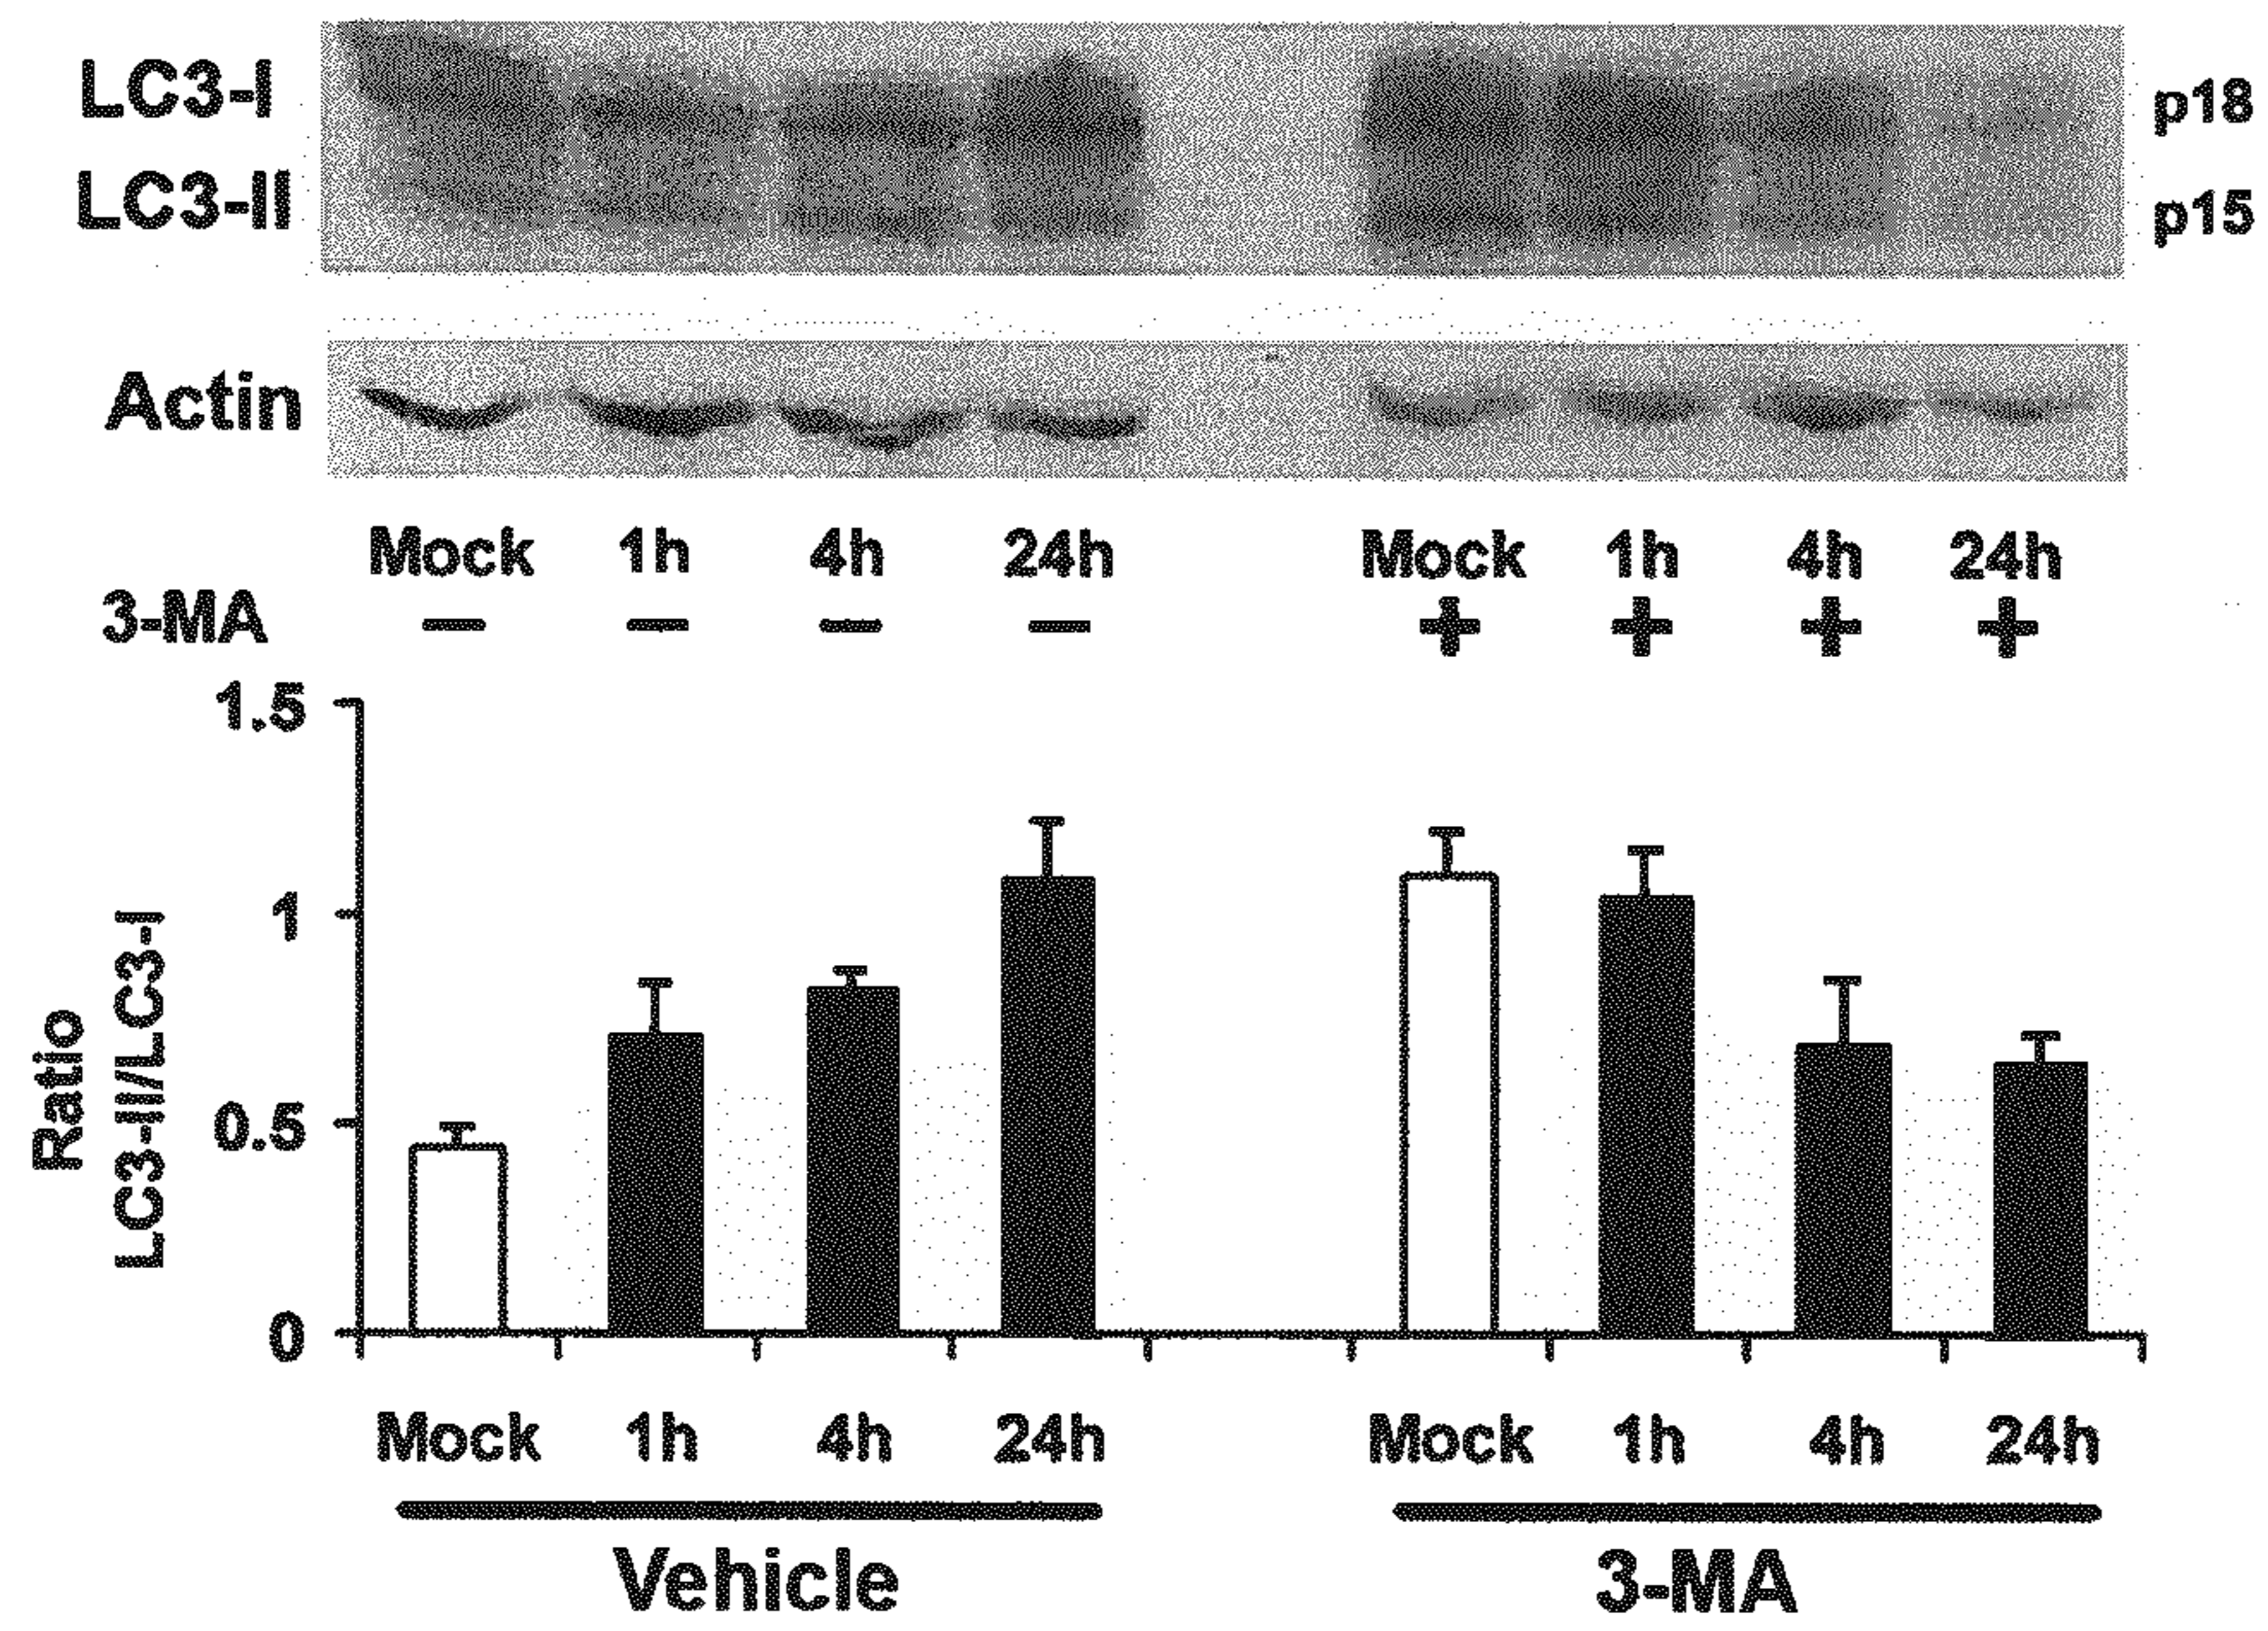 LC3-I p18
LC3-II p15
Actin
Mock 1h 4h 24h Mock 1h 4h 24h
3-MA − − − − + + + +
1.5
1
0.5
0
Ratio
LC3-II/LC3-I
Mock 1h 4h 24h Mock 1h 4h 24h
Vehicle 3-MA